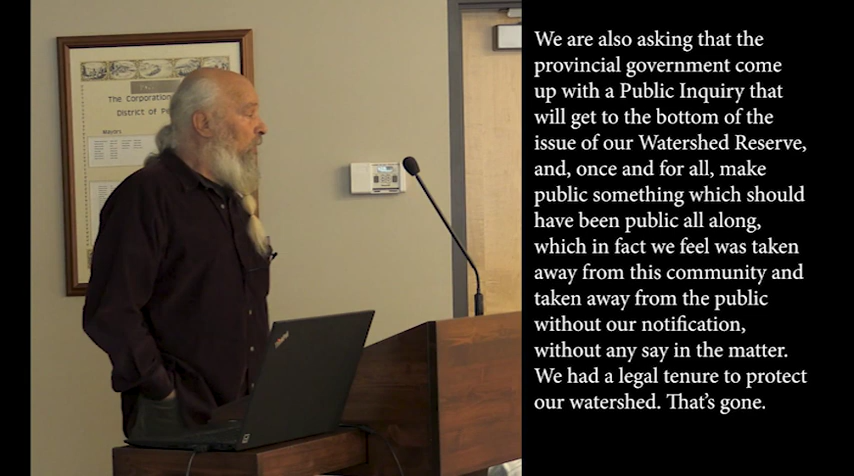 The Corporation
District of Pe
Mayors
We are also asking that the
provincial government come
up with a Public Inquiry that
will get to the bottom of the
issue of our Watershed Reserve,
and, once and for all, make
public something which should
have been public all along,
which in fact we feel was taken
away from this community and
taken away from the public
without our notification,
without any say in the matter.
We had a legal tenure to protect
our watershed. That's gone.